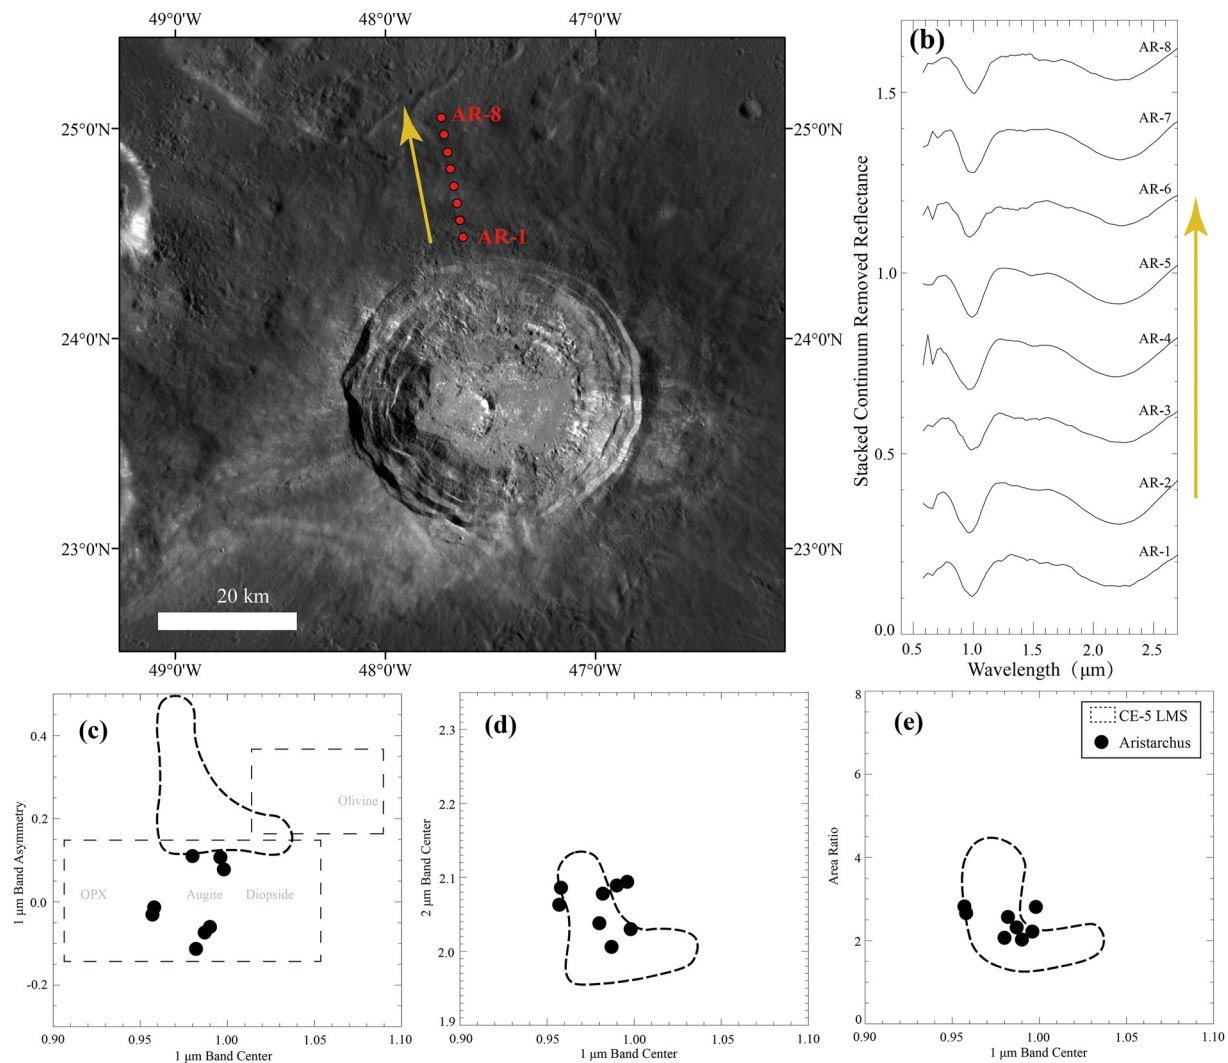 49°0'W 48°0'W 47°0'W
25°0'N 25°0'N
AR-8
AR-1
24°0'N 24°0'N
23°0'N 23°0'N
20 km
49°0'W 48°0'W 47°0'W
(b)
Stacked Continuum Removed Reflectance
1.5
1.0
0.5
0.0
AR-8
AR-7
AR-6
AR-5
AR-4
AR-3
AR-2
AR-1
0.5 1.0 1.5 2.0 2.5
Wavelength (μm)
(c)
1 μm Band Asymmetry
0.4
0.2
0.0
-0.2
Olivine
OPX Augite Diopside
0.90 0.95 1.00 1.05 1.10
1 μm Band Center
(d)
2 μm Band Center
2.3
2.2
2.1
2.0
1.9
0.90 0.95 1.00 1.05 1.10
1 μm Band Center
(e)
Area Ratio
8
6
4
2
0
CE-5 LMS
Aristarchus
0.90 0.95 1.00 1.05 1.10
1 μm Band Center